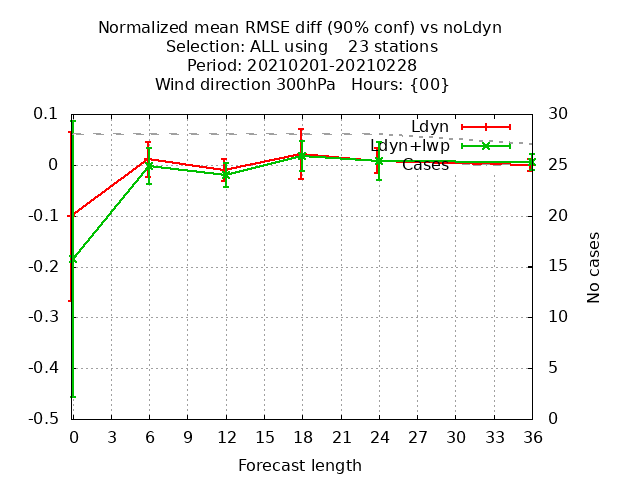 Normalized mean RMSE diff (90% conf) vs noLdyn
Selection: ALL using    23 stations
Period: 20210201-20210228
Wind direction 300hPa   Hours: {00}
0.1
0
-0.1
-0.2
-0.3
-0.4
-0.5
Ldyn
Ldyn+lwp
Cases
30
25
20
15
10
5
0
No cases
0 3 6 9 12 15 18 21 24 27 30 33 36
Forecast length